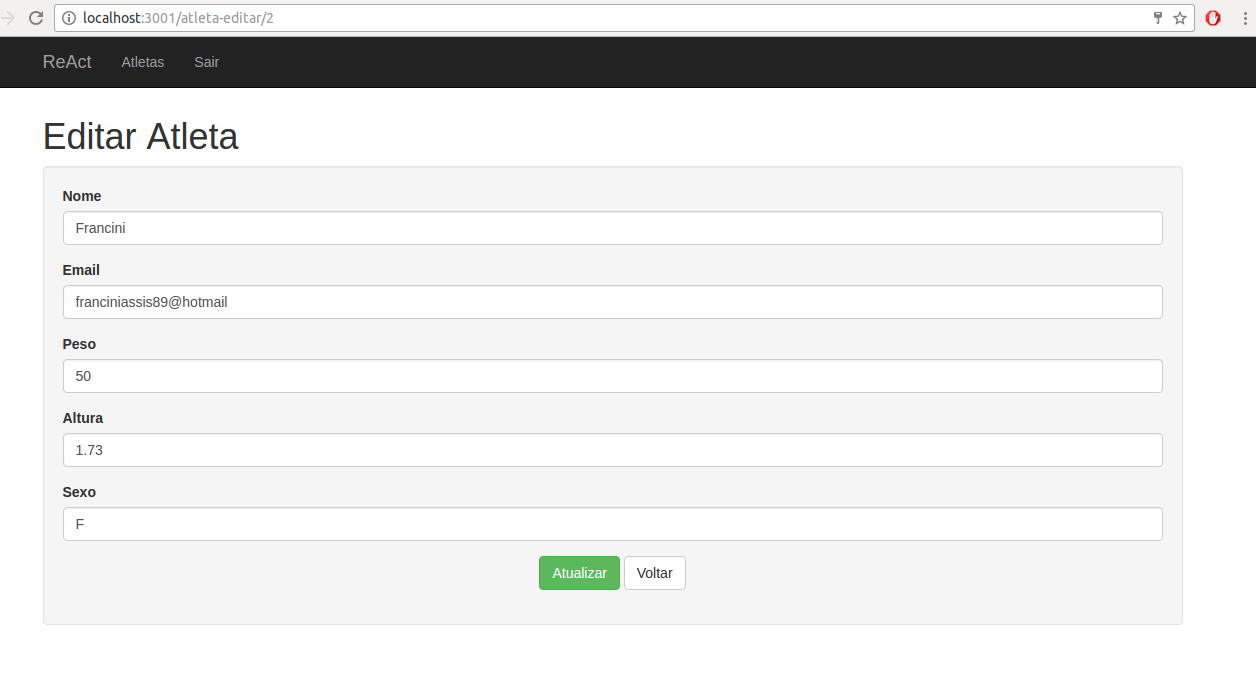 localhost:3001/atleta-editar/2
ReAct Atletas Sair
Editar Atleta
Nome
Francini
Email
franciniassis89@hotmail
Peso
50
Altura
1.73
Sexo
F
Atualizar Voltar